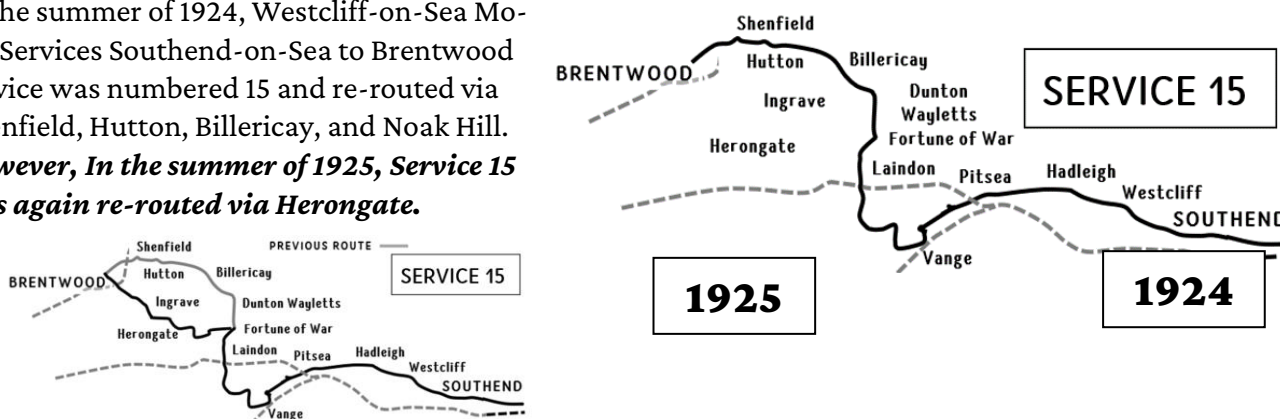 he summer of 1924, Westcliff-on-Sea Mo-
Services Southend-on-Sea to Brentwood
vice was numbered 15 and re-routed via
enfield, Hutton, Billericay, and Noak Hill.
wever, In the summer of 1925, Service 15
s again re-routed via Herongate.
Shenfield
PREVIOUS ROUTE
BRENTWOOD
Hutton
Billericay
SERVICE 15
Ingrave
Dunton Wayletts
Herongate
Fortune of War
Laindon
Pitsea
Hadleigh
Westcliff
SOUTHEND
Vange
Shenfield
BRENTWOOD
Hutton
Billericay
SERVICE 15
Ingrave
Dunton
Wayletts
Herongate
Fortune of War
Laindon
Pitsea
Hadleigh
Westcliff
SOUTHEND
Vange
1925
1924